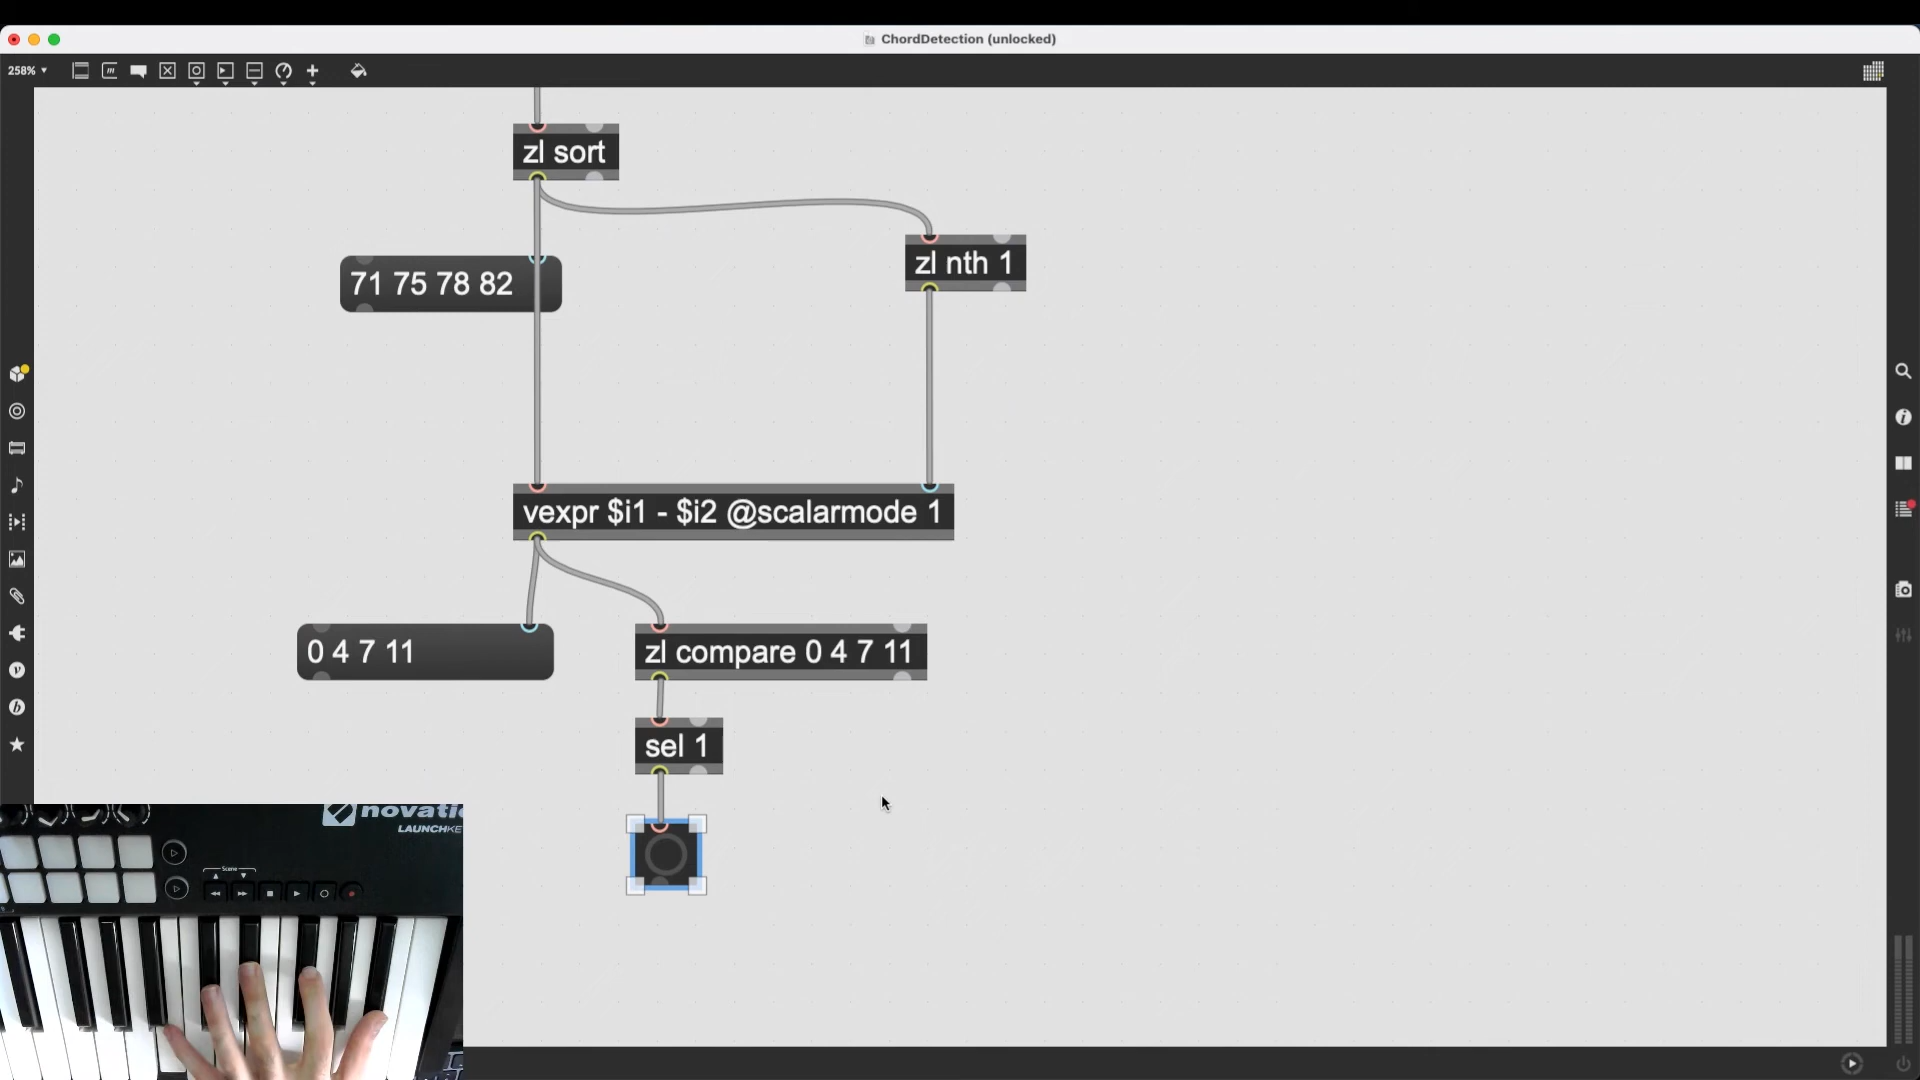 ChordDetection (unlocked)
258%
zl sort
zl nth 1
71 75 78 82
vexpr $i1 - $i2 @scalarmode 1
0 4 7 11
zl compare 0 4 7 11
sel 1
novati
LAUNCHKE
Scene